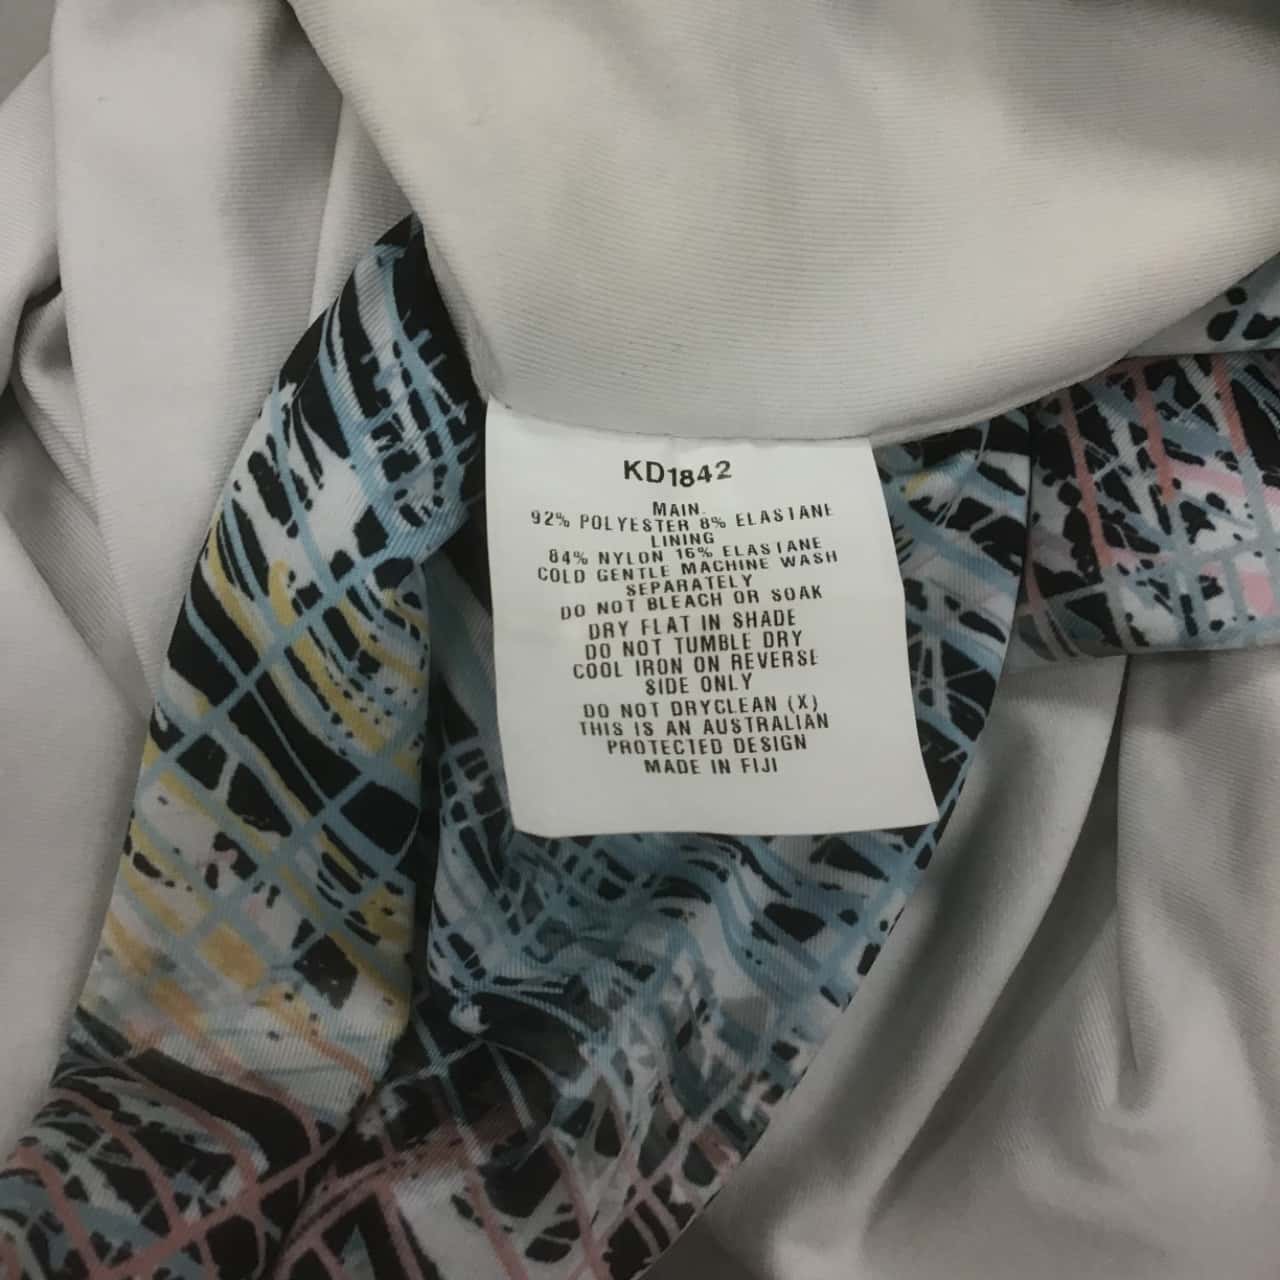 KD1842
MAIN.
92% POLYESTER 8% ELASTANE
LINING
84% NYLON 16% ELASTANE
COLD GENTLE MACHINE WASH
SEPARATELY
DO NOT BLEACH OR SOAK
DRY FLAT IN SHADE
DO NOT TUMBLE DRY
COOL IRON ON REVERSE
SIDE ONLY
DO NOT DRYCLEAN (X)
THIS IS AN AUSTRALIAN
PROTECTED DESIGN
MADE IN FIJI